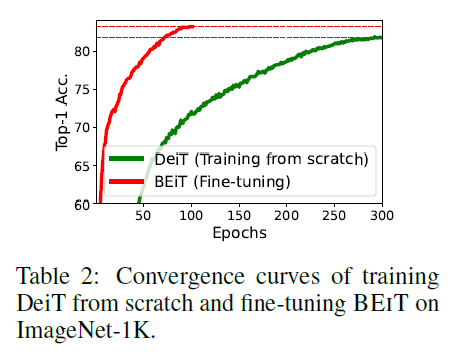 80
75
70
65
60
Top-1 Acc.
DeiT (Training from scratch)
BEiT (Fine-tuning)
50 100 150 200 250 300
Epochs
Table 2: Convergence curves of training
DeiT from scratch and fine-tuning BEIT on
ImageNet-1K.